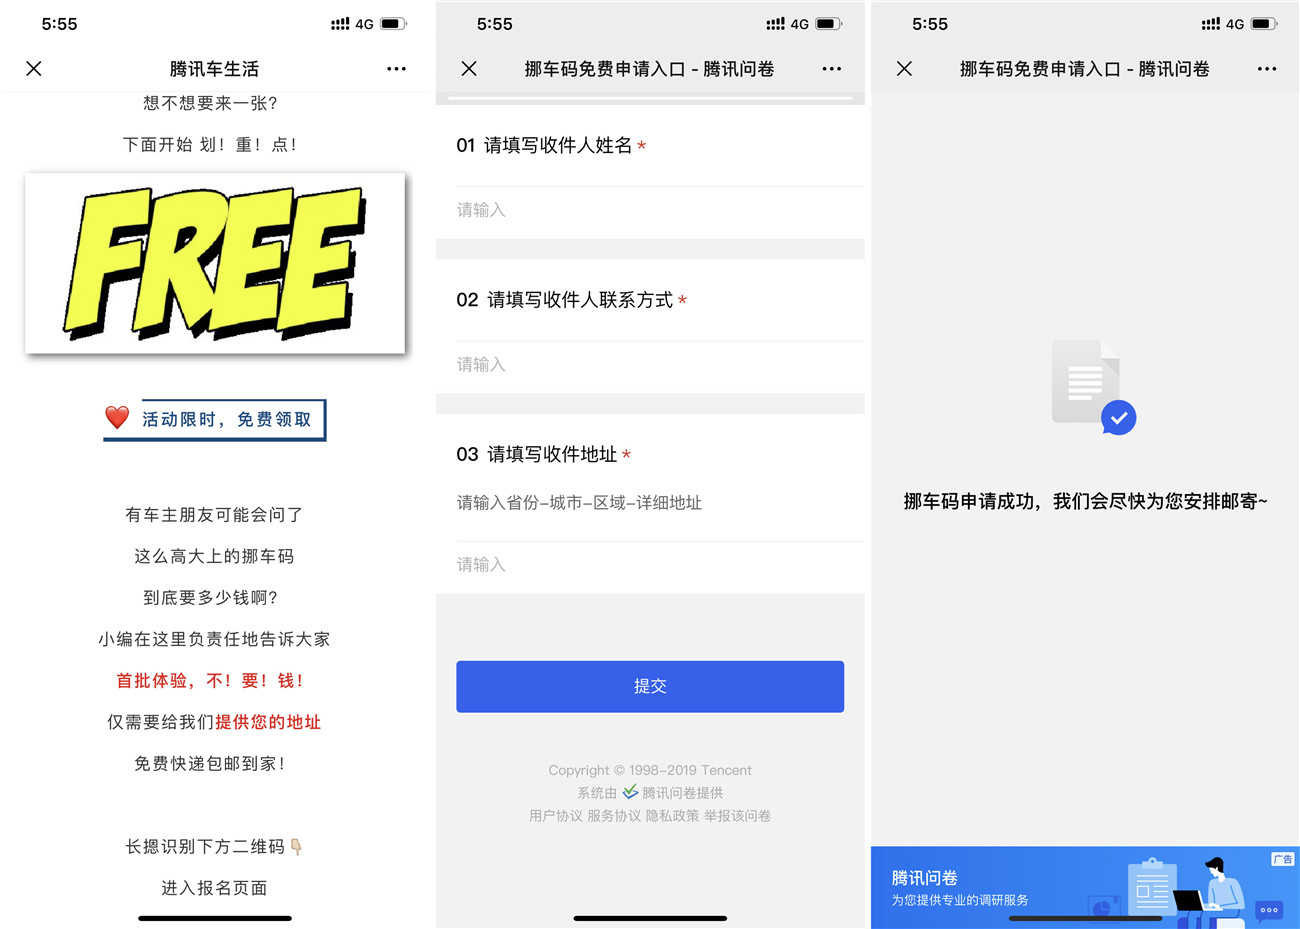 5:55
4G
腾讯车生活
想不想要来一张?
下面开始 划！重！点！
FREE
活动限时，免费领取
有车主朋友可能会问了
这么高大上的挪车码
到底要多少钱啊?
小编在这里负责任地告诉大家
首批体验，不！要！钱！
仅需要给我们提供您的地址
免费快递包邮到家！
长摁识别下方二维码
进入报名页面
5:55
4G
挪车码免费申请入口 - 腾讯问卷
01 请填写收件人姓名 *
请输入
02 请填写收件人联系方式 *
请输入
03 请填写收件地址 *
请输入省份-城市-区域-详细地址
请输入
提交
Copyright © 1998-2019 Tencent
系统由 腾讯问卷提供
用户协议 服务协议 隐私政策 举报该问卷
5:55
4G
挪车码免费申请入口 - 腾讯问卷
挪车码申请成功，我们会尽快为您安排邮寄~
广告
腾讯问卷
为您提供专业的调研服务